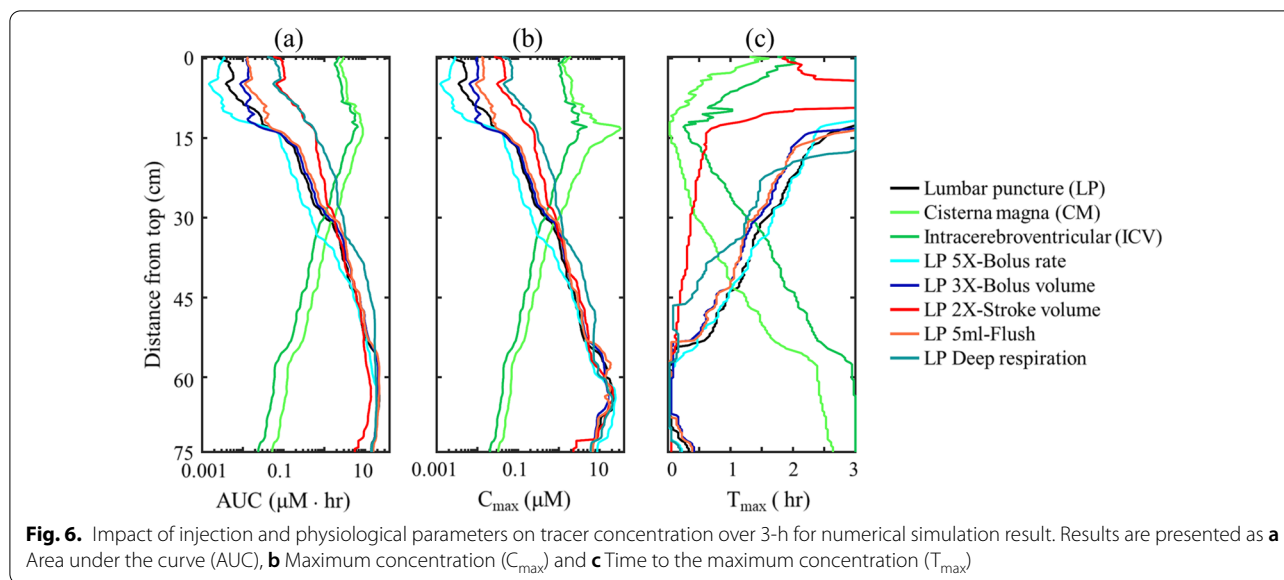 (a) (b) (c)
0
15
30
45
60
75
Distance from top (cm)
0.001 0.1 10
AUC (μM · hr)
0.001 0.1 10
Cmax (μM)
0 1 2 3
Tmax ( hr)
Lumbar puncture (LP)
Cisterna magna (CM)
Intracerebroventricular (ICV)
LP 5X-Bolus rate
LP 3X-Bolus volume
LP 2X-Stroke volume
LP 5ml-Flush
LP Deep respiration
Fig. 6. Impact of injection and physiological parameters on tracer concentration over 3-h for numerical simulation result. Results are presented as a
Area under the curve (AUC), b Maximum concentration (Cmax) and c Time to the maximum concentration (Tmax)